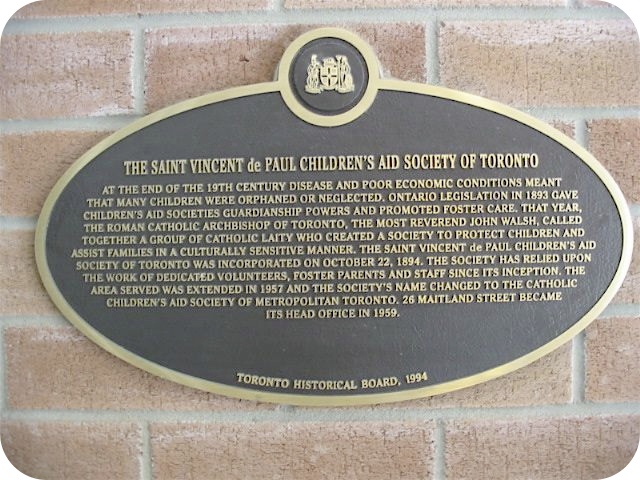 THE SAINT VINCENT de PAUL CHILDREN'S AID SOCIETY OF TORONTO
AT THE END OF THE 19TH CENTURY DISEASE AND POOR ECONOMIC CONDITIONS MEANT
THAT MANY CHILDREN WERE ORPHANED OR NEGLECTED. ONTARIO LEGISLATION IN 1893 GAVE
CHILDREN'S AID SOCIETIES GUARDIANSHIP POWERS AND PROMOTED FOSTER CARE. THAT YEAR,
THE ROMAN CATHOLIC ARCHBISHOP OF TORONTO, THE MOST REVEREND JOHN WALSH, CALLED
TOGETHER A GROUP OF CATHOLIC LAITY WHO CREATED A SOCIETY TO PROTECT CHILDREN AND
ASSIST FAMILIES IN A CULTURALLY SENSITIVE MANNER. THE SAINT VINCENT de PAUL CHILDREN'S AID
SOCIETY OF TORONTO WAS INCORPORATED ON OCTOBER 22, 1894. THE SOCIETY HAS RELIED UPON
THE WORK OF DEDICATED VOLUNTEERS, FOSTER PARENTS AND STAFF SINCE ITS INCEPTION. THE
AREA SERVED WAS EXTENDED IN 1957 AND THE SOCIETY'S NAME CHANGED TO THE CATHOLIC
CHILDREN'S AID SOCIETY OF METROPOLITAN TORONTO. 26 MAITLAND STREET BECAME
ITS HEAD OFFICE IN 1959.
TORONTO HISTORICAL BOARD, 1994